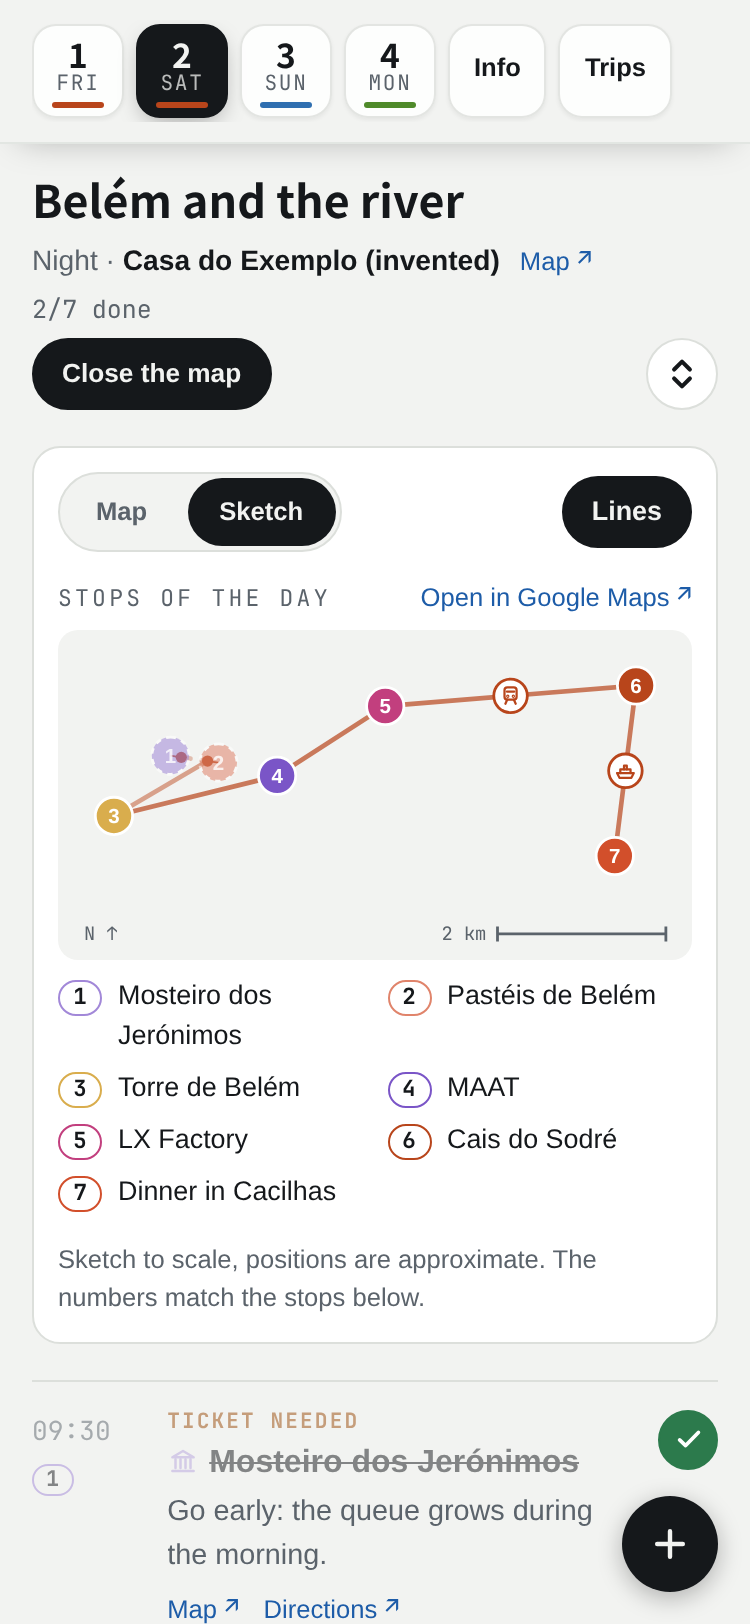 1 2 3 4
FRI SAT SUN MON Info Trips
Belém and the river
Night · Casa do Exemplo (invented) Map ↗
2/7 done
Close the map
Map Sketch Lines
STOPS OF THE DAY Open in Google Maps ↗
5 6
1 2
4
3
7
N ↑ 2 km
1 Mosteiro dos Jerónimos
2 Pastéis de Belém
3 Torre de Belém
4 MAAT
5 LX Factory
6 Cais do Sodré
7 Dinner in Cacilhas
Sketch to scale, positions are approximate. The
numbers match the stops below.
TICKET NEEDED
09:30 Mosteiro dos Jerónimos
1
Go early: the queue grows during
the morning.
Map ↗ Directions ↗